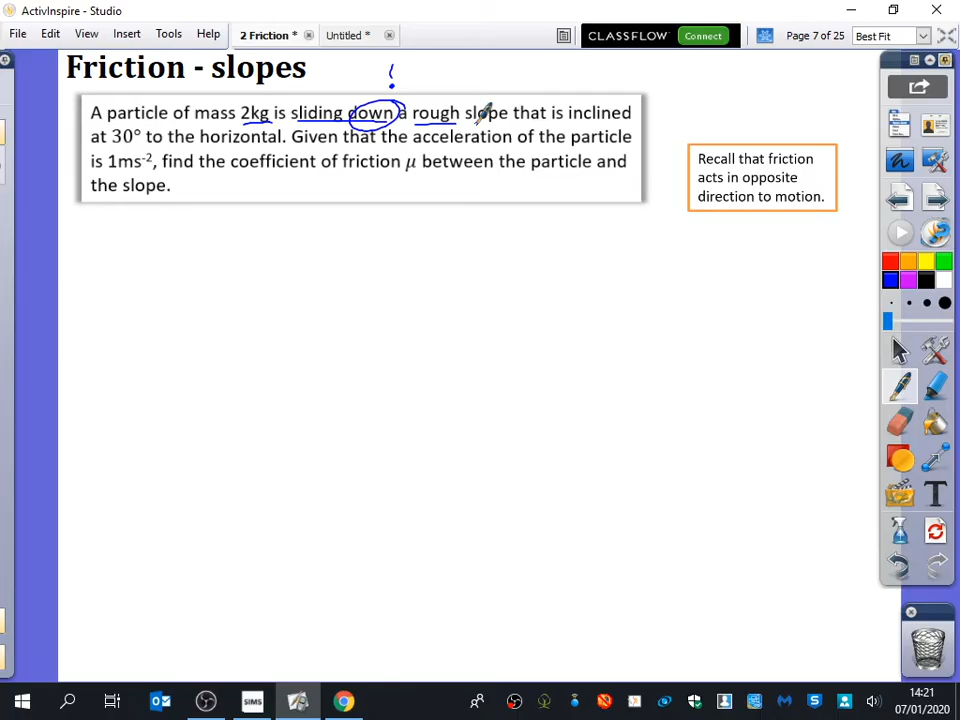 ActivInspire - Studio
File Edit View Insert Tools Help 2 Friction * Untitled * CLASSFLOW Connect Page 7 of 25 Best Fit
Friction - slopes
!
A particle of mass 2kg is sliding down a rough slope that is inclined
at 30° to the horizontal. Given that the acceleration of the particle
is 1ms⁻², find the coefficient of friction μ between the particle and
the slope.
Recall that friction
acts in opposite
direction to motion.
T
SIMS
14:21
07/01/2020